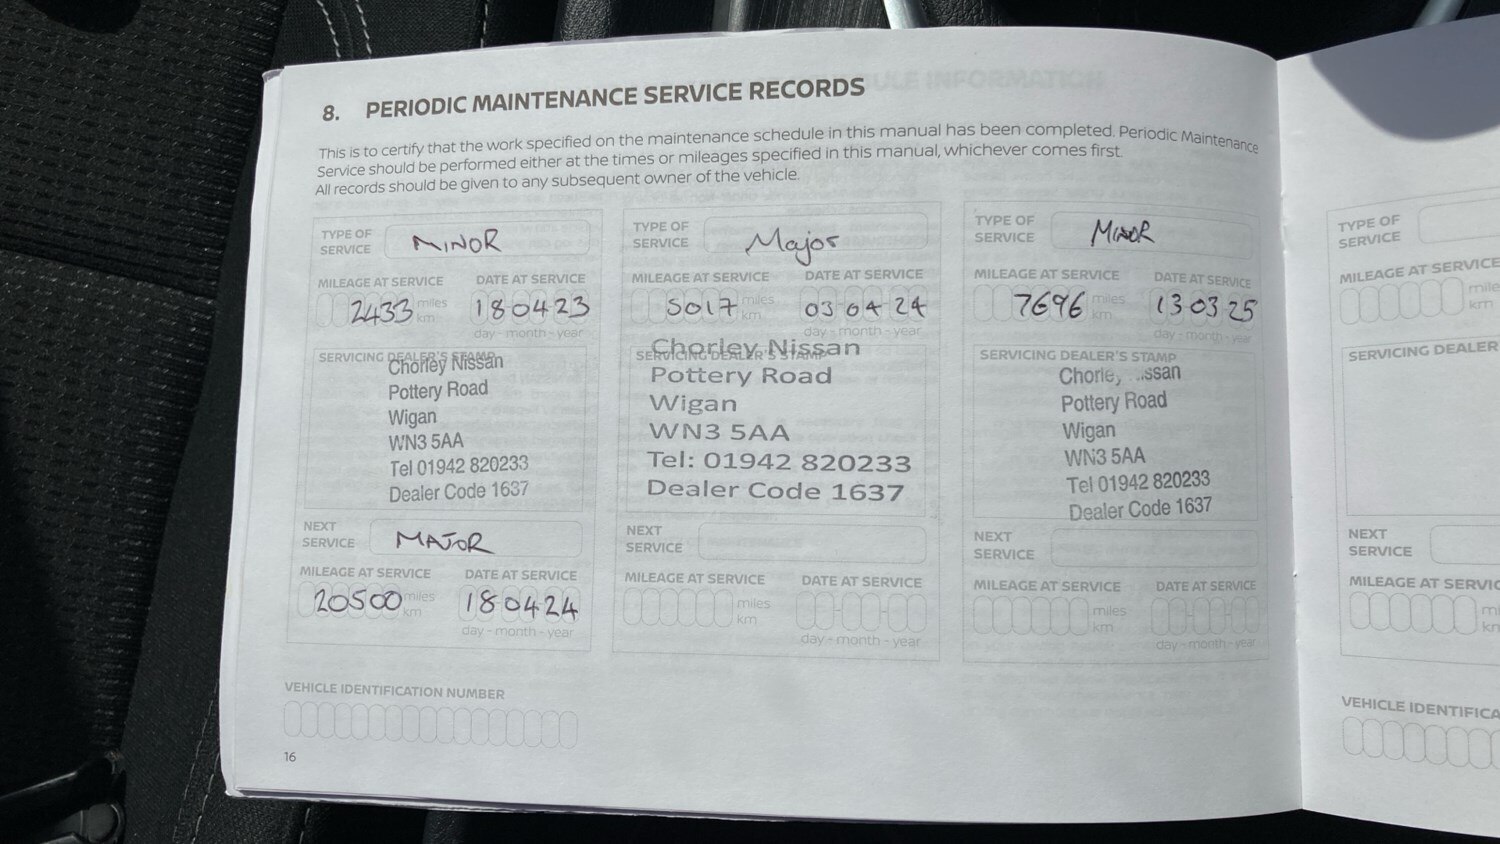 8. PERIODIC MAINTENANCE SERVICE RECORDS
This is to certify that the work specified on the maintenance schedule in this manual has been completed. Periodic Maintenance
Service should be performed either at the times or mileages specified in this manual, whichever comes first.
All records should be given to any subsequent owner of the vehicle.
TYPE OF SERVICE MINOR
MILEAGE AT SERVICE DATE AT SERVICE
2433 miles km 180423
day - month - year
SERVICING DEALER'S STAMP
Chorley Nissan
Pottery Road
Wigan
WN3 5AA
Tel 01942 820233
Dealer Code 1637
NEXT SERVICE MAJOR
MILEAGE AT SERVICE DATE AT SERVICE
20500 miles km 180424
day - month - year
TYPE OF SERVICE Major
MILEAGE AT SERVICE DATE AT SERVICE
5017 miles km 03 04 24
day - month - year
SERVICING DEALER'S STAMP
Chorley Nissan
Pottery Road
Wigan
WN3 5AA
Tel: 01942 820233
Dealer Code 1637
NEXT SERVICE
MILEAGE AT SERVICE DATE AT SERVICE
miles km
day - month - year
TYPE OF SERVICE MINOR
MILEAGE AT SERVICE DATE AT SERVICE
7696 miles km 130325
day - month - year
SERVICING DEALER'S STAMP
Pottery Road
Wigan
WN3 5AA
Tel 01942 820233
Dealer Code 1637
NEXT SERVICE
MILEAGE AT SERVICE DATE AT SERVICE
miles km
day - month - year
VEHICLE IDENTIFICATION NUMBER
16
TYPE OF SERVICE
MILEAGE AT SERVICE
SERVICING DEALER
NEXT SERVICE
MILEAGE AT
VEHICLE